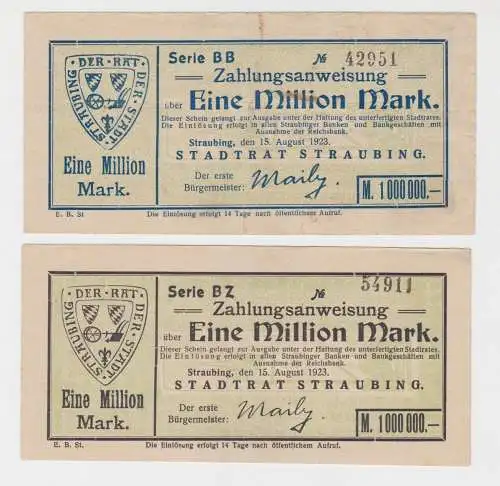 Serie BB № 42951
DER RAT DER STADT STRAUBING
Zahlungsanweisung
über Eine Million Mark.
Dieser Schein gelangt zur Ausgabe unter der Haftung des unterfertigten Stadtrates.
Die Einlösung erfolgt in allen Straubinger Banken und Bankgeschäften mit
Ausnahme der Reichsbank.
Straubing, den 15. August 1923.
STADTRAT STRAUBING.
Eine Million
Mark.
Der erste
Bürgermeister:
M. 1 000 000.—
E. B. St. Die Einlösung erfolgt 14 Tage nach öffentlichem Aufruf.
Serie BZ № 54911
DER RAT DER STADT STRAUBING
Zahlungsanweisung
über Eine Million Mark.
Dieser Schein gelangt zur Ausgabe unter der Haftung des unterfertigten Stadtrates.
Die Einlösung erfolgt in allen Straubinger Banken und Bankgeschäften mit
Ausnahme der Reichsbank.
Straubing, den 15. August 1923.
STADTRAT STRAUBING.
Eine Million
Mark.
Der erste
Bürgermeister:
M. 1 000 000.—
E. B. St. Die Einlösung erfolgt 14 Tage nach öffentlichem Aufruf.